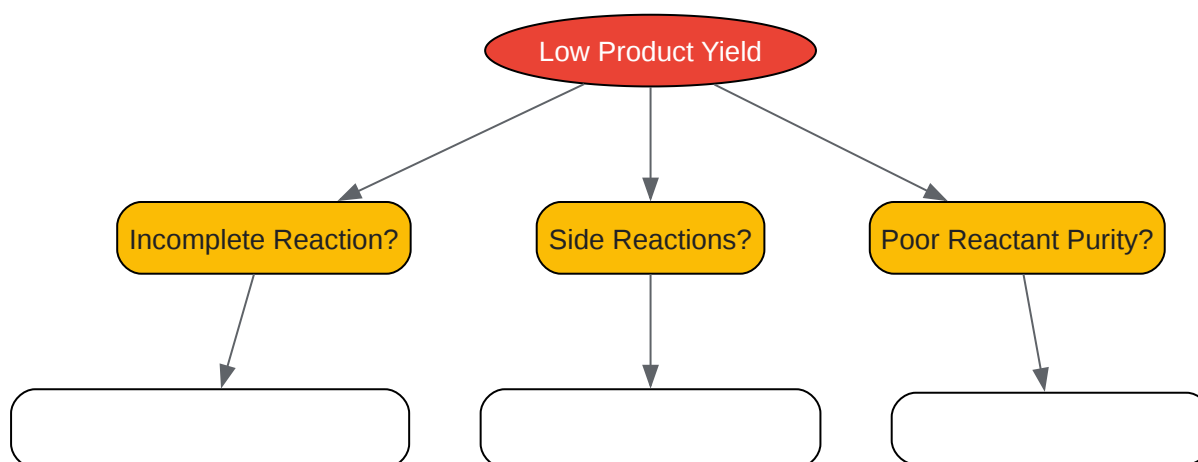 Low Product Yield
Incomplete Reaction?
Side Reactions?
Poor Reactant Purity?